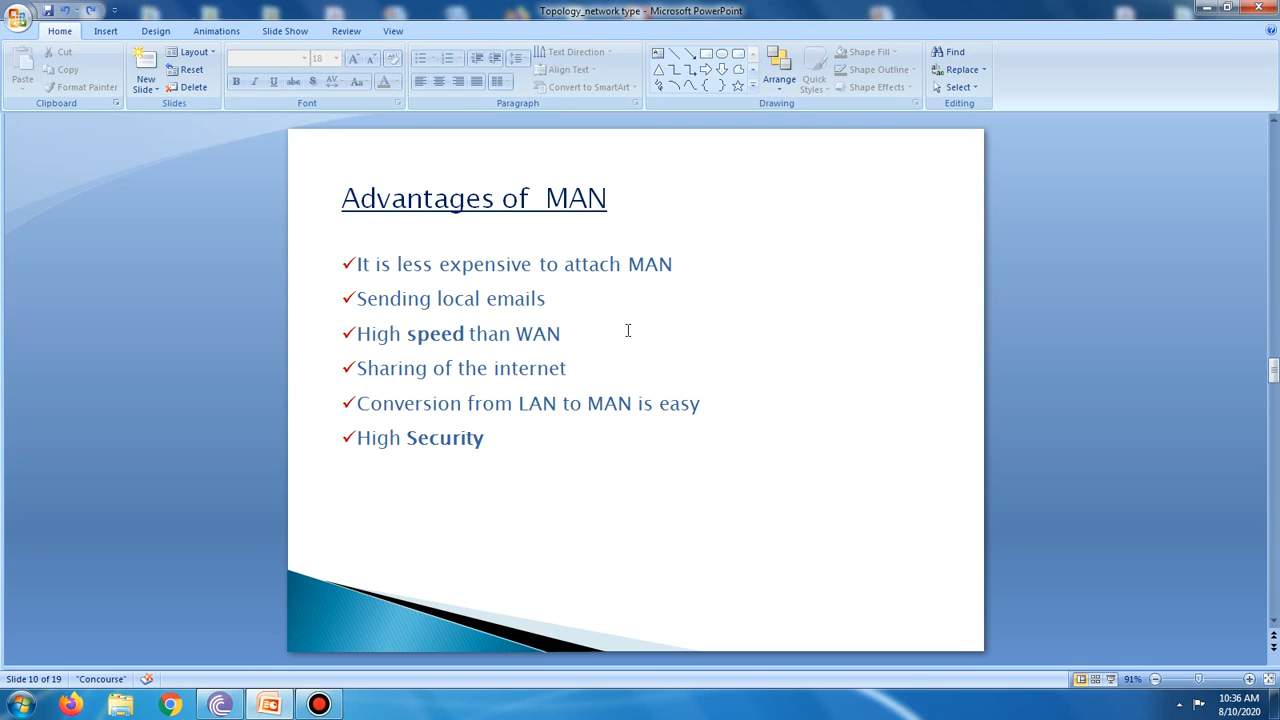 Topology_network type - Microsoft PowerPoint
Home Insert Design Animations Slide Show Review View
Paste Cut Copy Format Painter
New Slide Layout Reset Delete
18
B I U abc S AV Aa A
Text Direction Align Text Convert to SmartArt
Arrange Quick Styles Shape Fill Shape Outline Shape Effects
Find Replace Select
Clipboard Slides Font Paragraph Drawing Editing
Advantages of MAN
✓It is less expensive to attach MAN
✓Sending local emails
✓High speed than WAN
✓Sharing of the internet
✓Conversion from LAN to MAN is easy
✓High Security
Slide 10 of 19 "Concourse" 91%
10:36 AM
8/10/2020